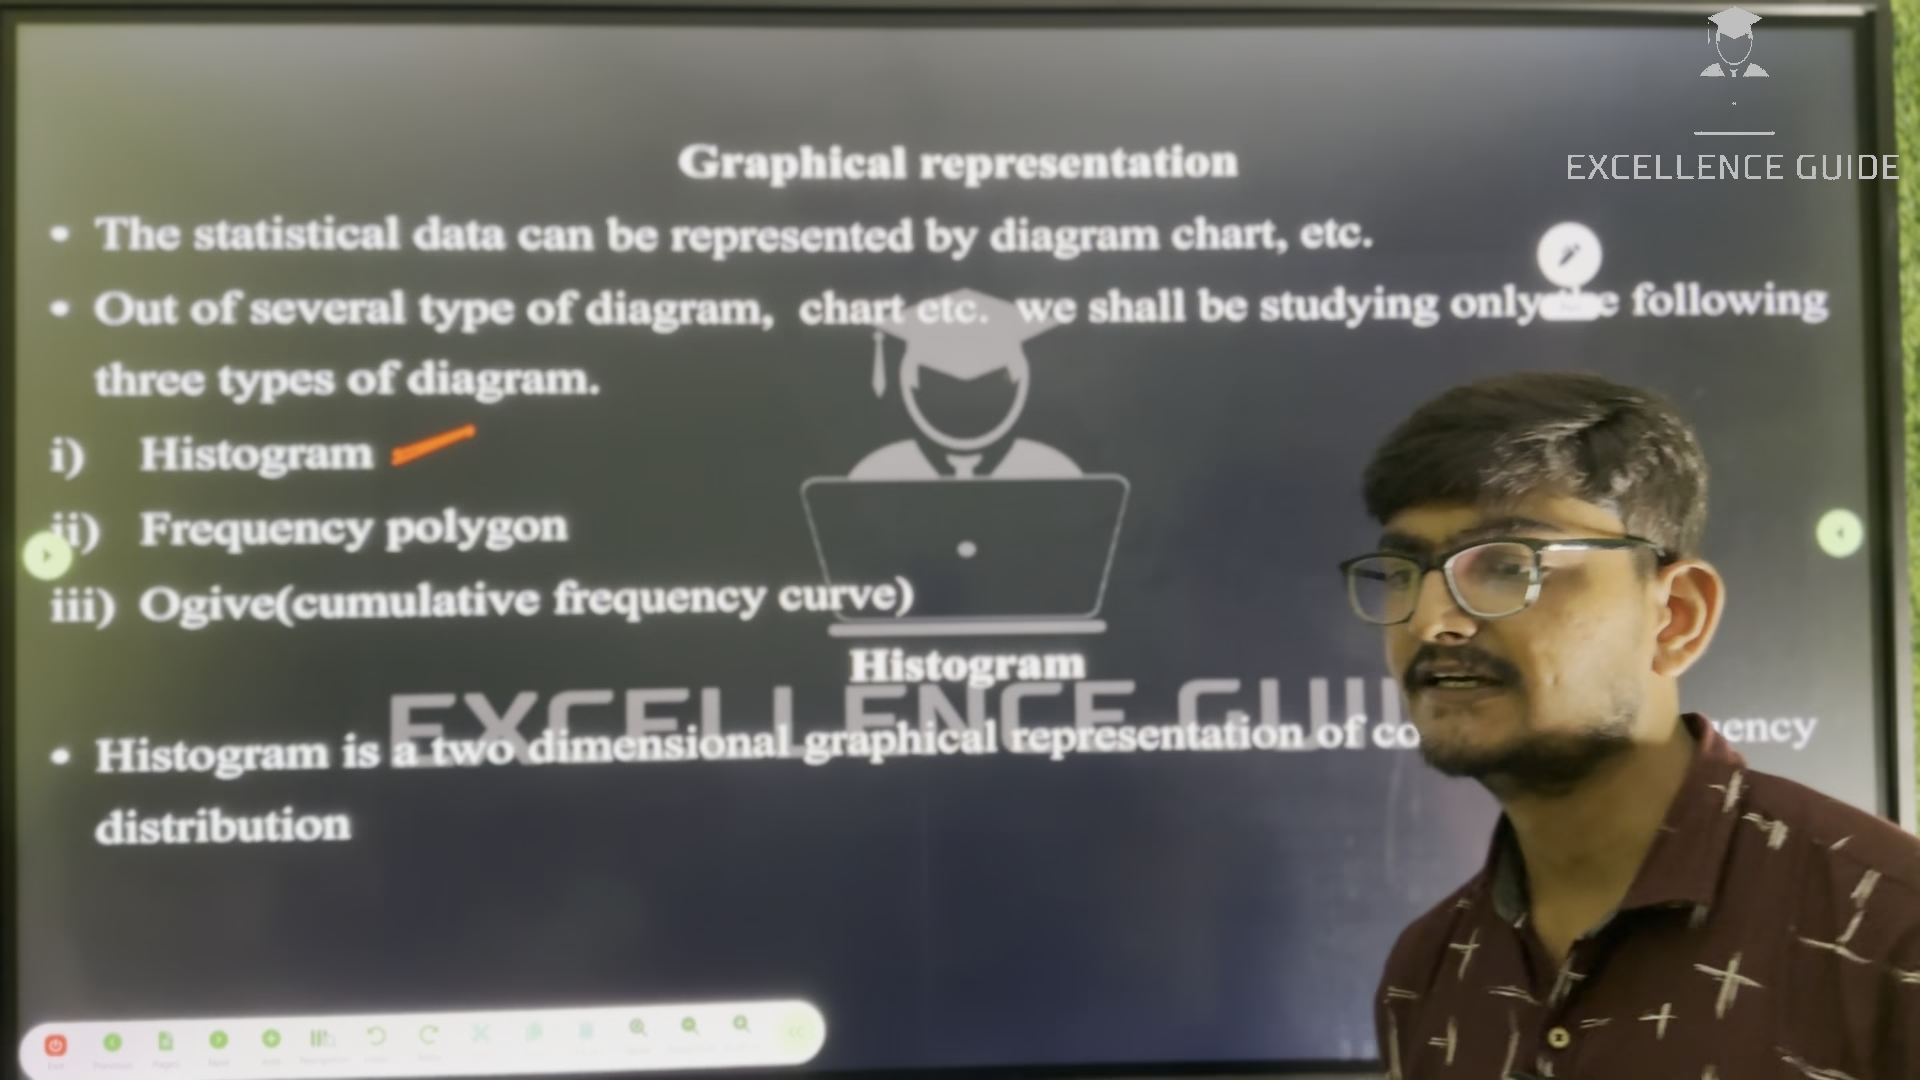 EXCELLENCE GUIDE
Graphical representation
• The statistical data can be represented by diagram chart, etc.
• Out of several type of diagram, chart etc. we shall be studying only the following
three types of diagram.
i) Histogram
ii) Frequency polygon
iii) Ogive(cumulative frequency curve)
Histogram
EXCELLENCE GUI
• Histogram is a two dimensional graphical representation of co ency
distribution